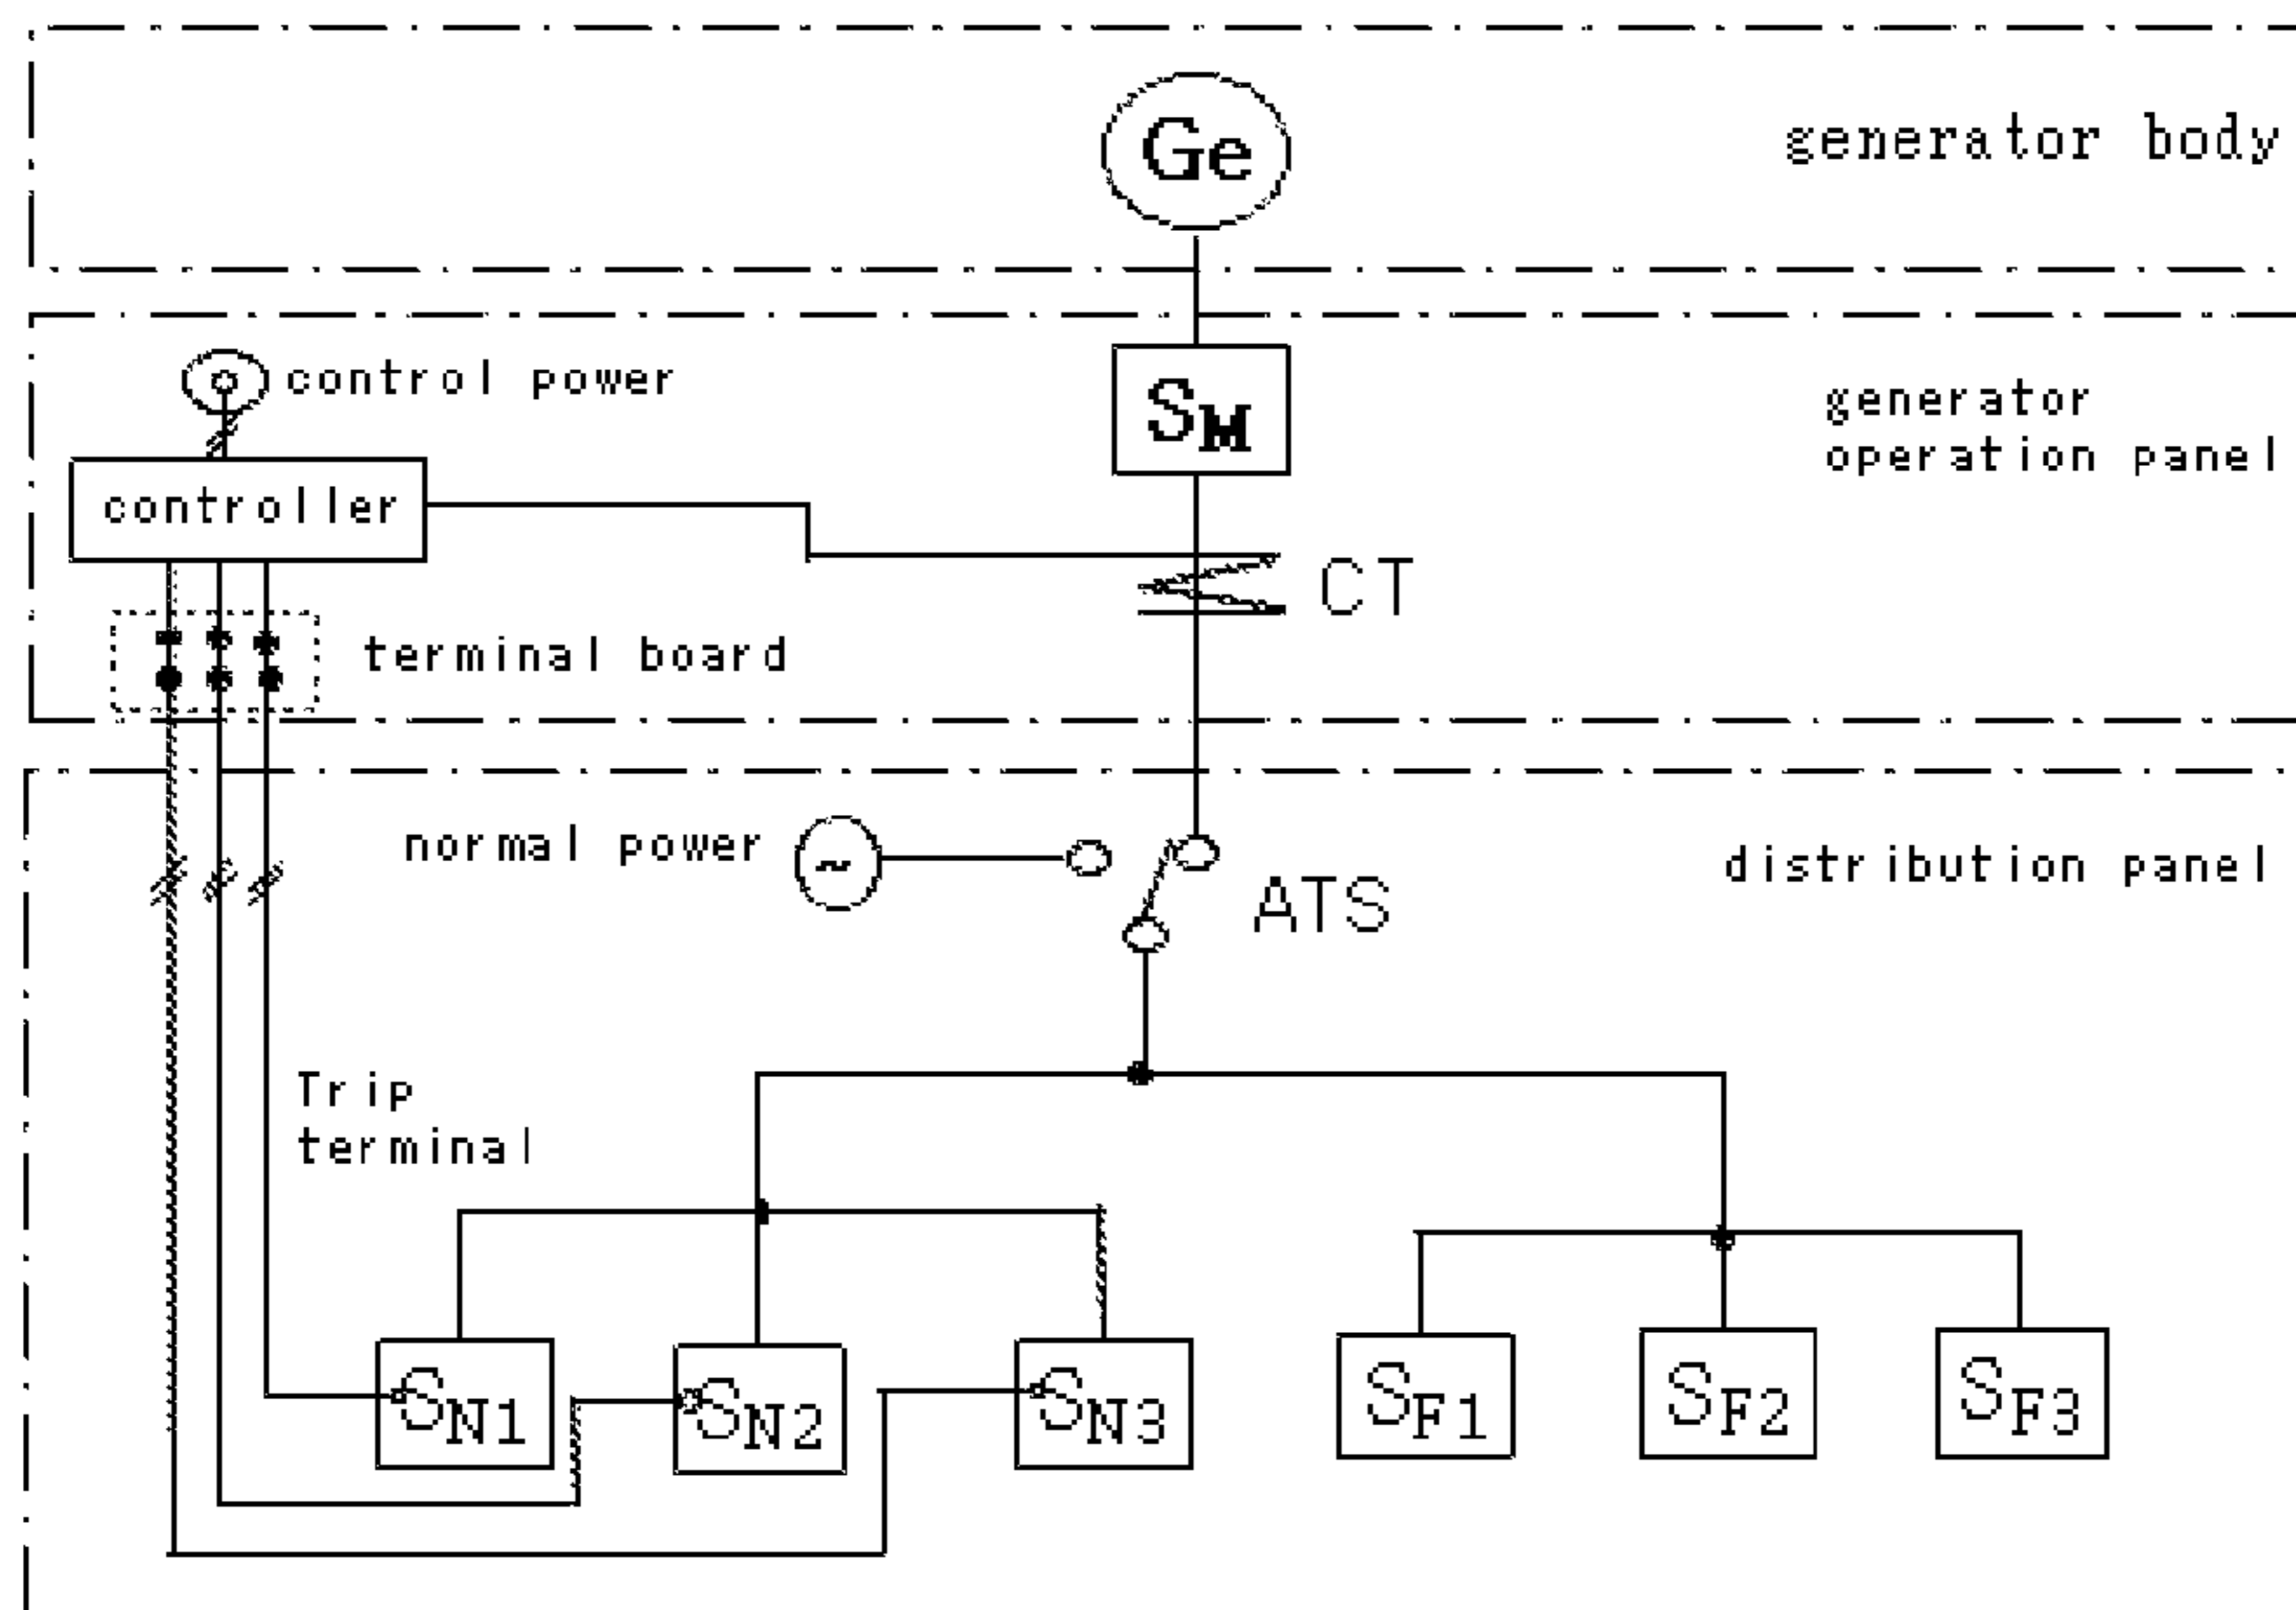 Ge
generator body
control power
SM
generator
operation panel
controller
CT
terminal board
normal power
~
distribution panel
ATS
Trip
terminal
SN1
SN2
SN3
SF1
SF2
SF3